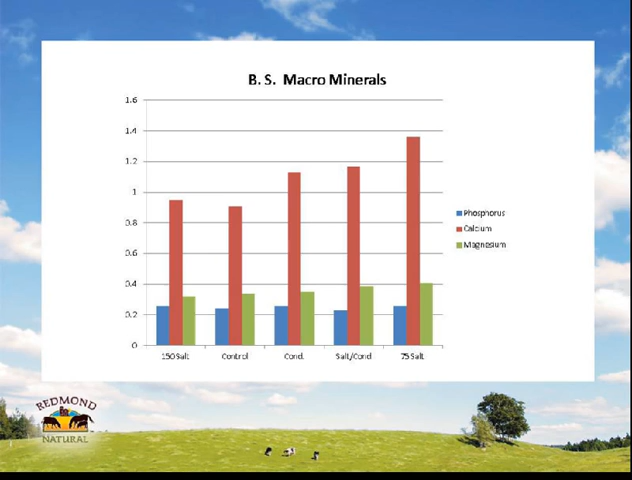 B. S. Macro Minerals
1.6
1.4
1.2
1
0.8
0.6
0.4
0.2
0
150 Salt
Control
Cond.
Salt/Cond
75 Salt
Phosphorus
Calcium
Magnesium
REDMOND
NATURAL